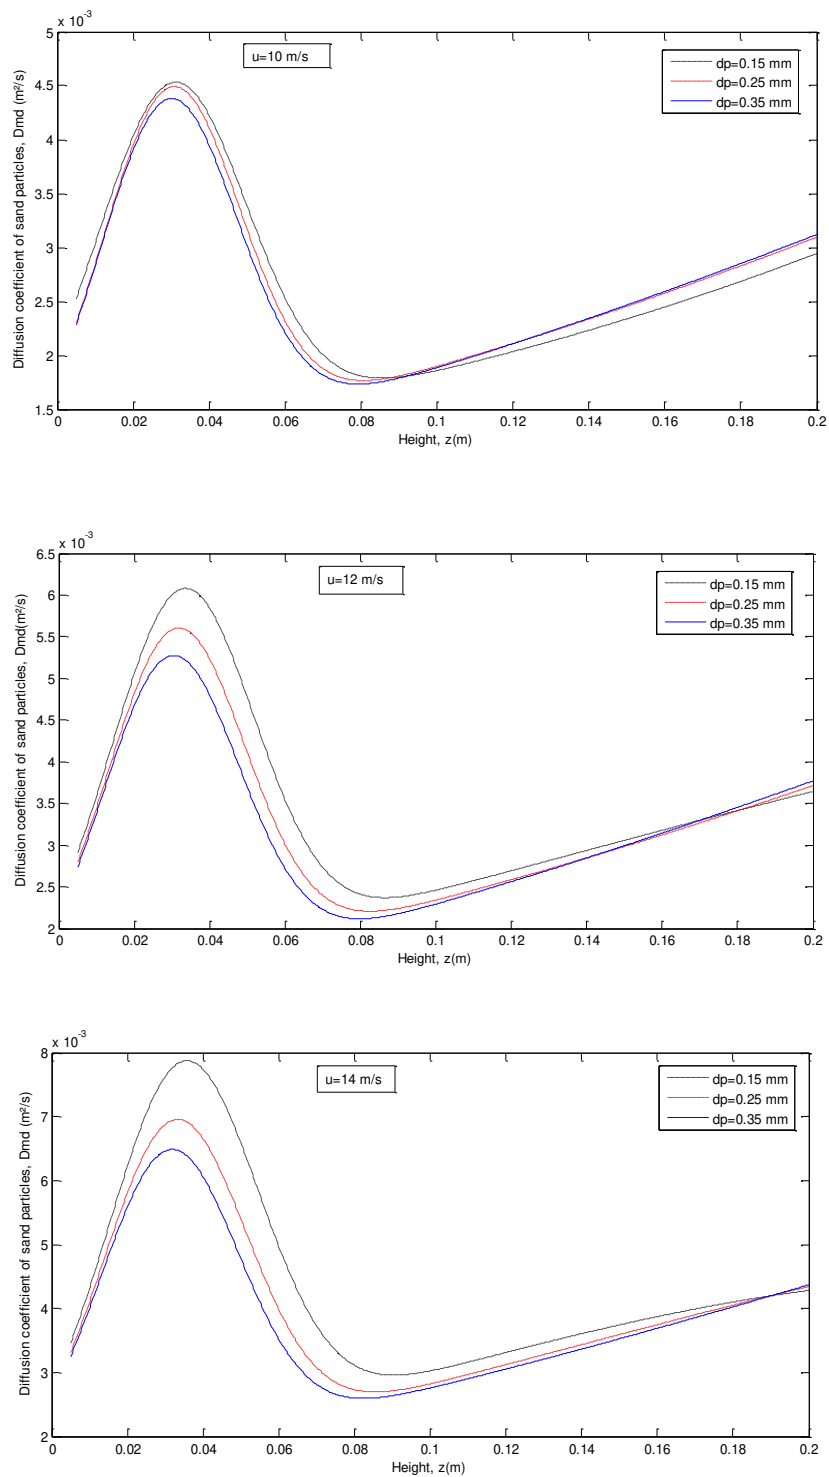 x 10⁻³
5
4.5
4
3.5
3
2.5
2
1.5
0 0.02 0.04 0.06 0.08 0.1 0.12 0.14 0.16 0.18 0.2
Height, z(m)
Diffusion coefficient of sand particles, Dmd (m²/s)
u=10 m/s
dp=0.15 mm
dp=0.25 mm
dp=0.35 mm
x 10⁻³
6.5
6
5.5
5
4.5
4
3.5
3
2.5
2
0 0.02 0.04 0.06 0.08 0.1 0.12 0.14 0.16 0.18 0.2
Height, z(m)
Diffusion coefficient of sand particles, Dmd(m²/s)
u=12 m/s
dp=0.15 mm
dp=0.25 mm
dp=0.35 mm
x 10⁻³
8
7
6
5
4
3
2
0 0.02 0.04 0.06 0.08 0.1 0.12 0.14 0.16 0.18 0.2
Height, z(m)
Diffusion coefficient of sand particles, Dmd (m²/s)
u=14 m/s
dp=0.15 mm
dp=0.25 mm
dp=0.35 mm